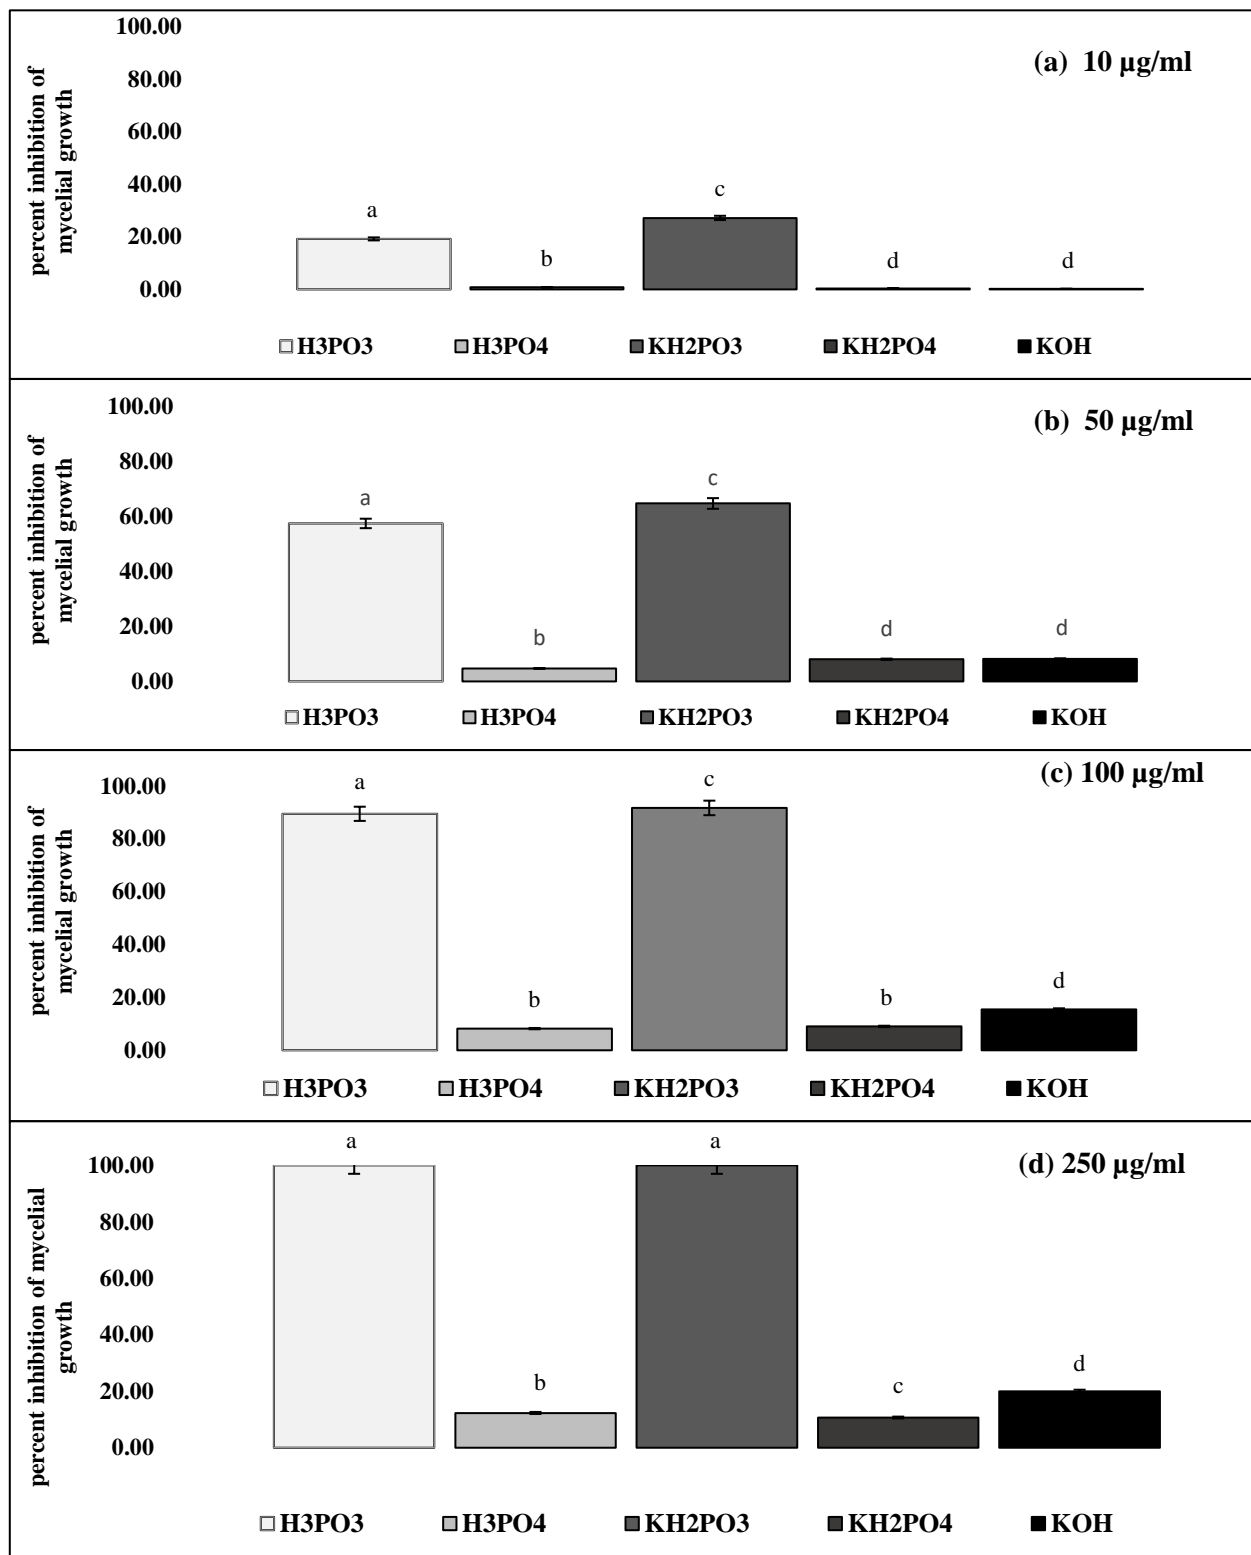 percent inhibition of
mycelial growth
100.00
80.00
60.00
40.00
20.00
0.00
(a) 10 µg/ml
a
b
c
d
d
H3PO3 H3PO4 KH2PO3 KH2PO4 KOH
percent inhibition of
mycelial growth
100.00
80.00
60.00
40.00
20.00
0.00
(b) 50 µg/ml
a
b
c
d
d
H3PO3 H3PO4 KH2PO3 KH2PO4 KOH
percent inhibition of
mycelial growth
100.00
80.00
60.00
40.00
20.00
0.00
(c) 100 µg/ml
a
b
c
b
d
H3PO3 H3PO4 KH2PO3 KH2PO4 KOH
percent inhibition of mycelial
growth
100.00
80.00
60.00
40.00
20.00
0.00
(d) 250 µg/ml
a
b
a
c
d
H3PO3 H3PO4 KH2PO3 KH2PO4 KOH